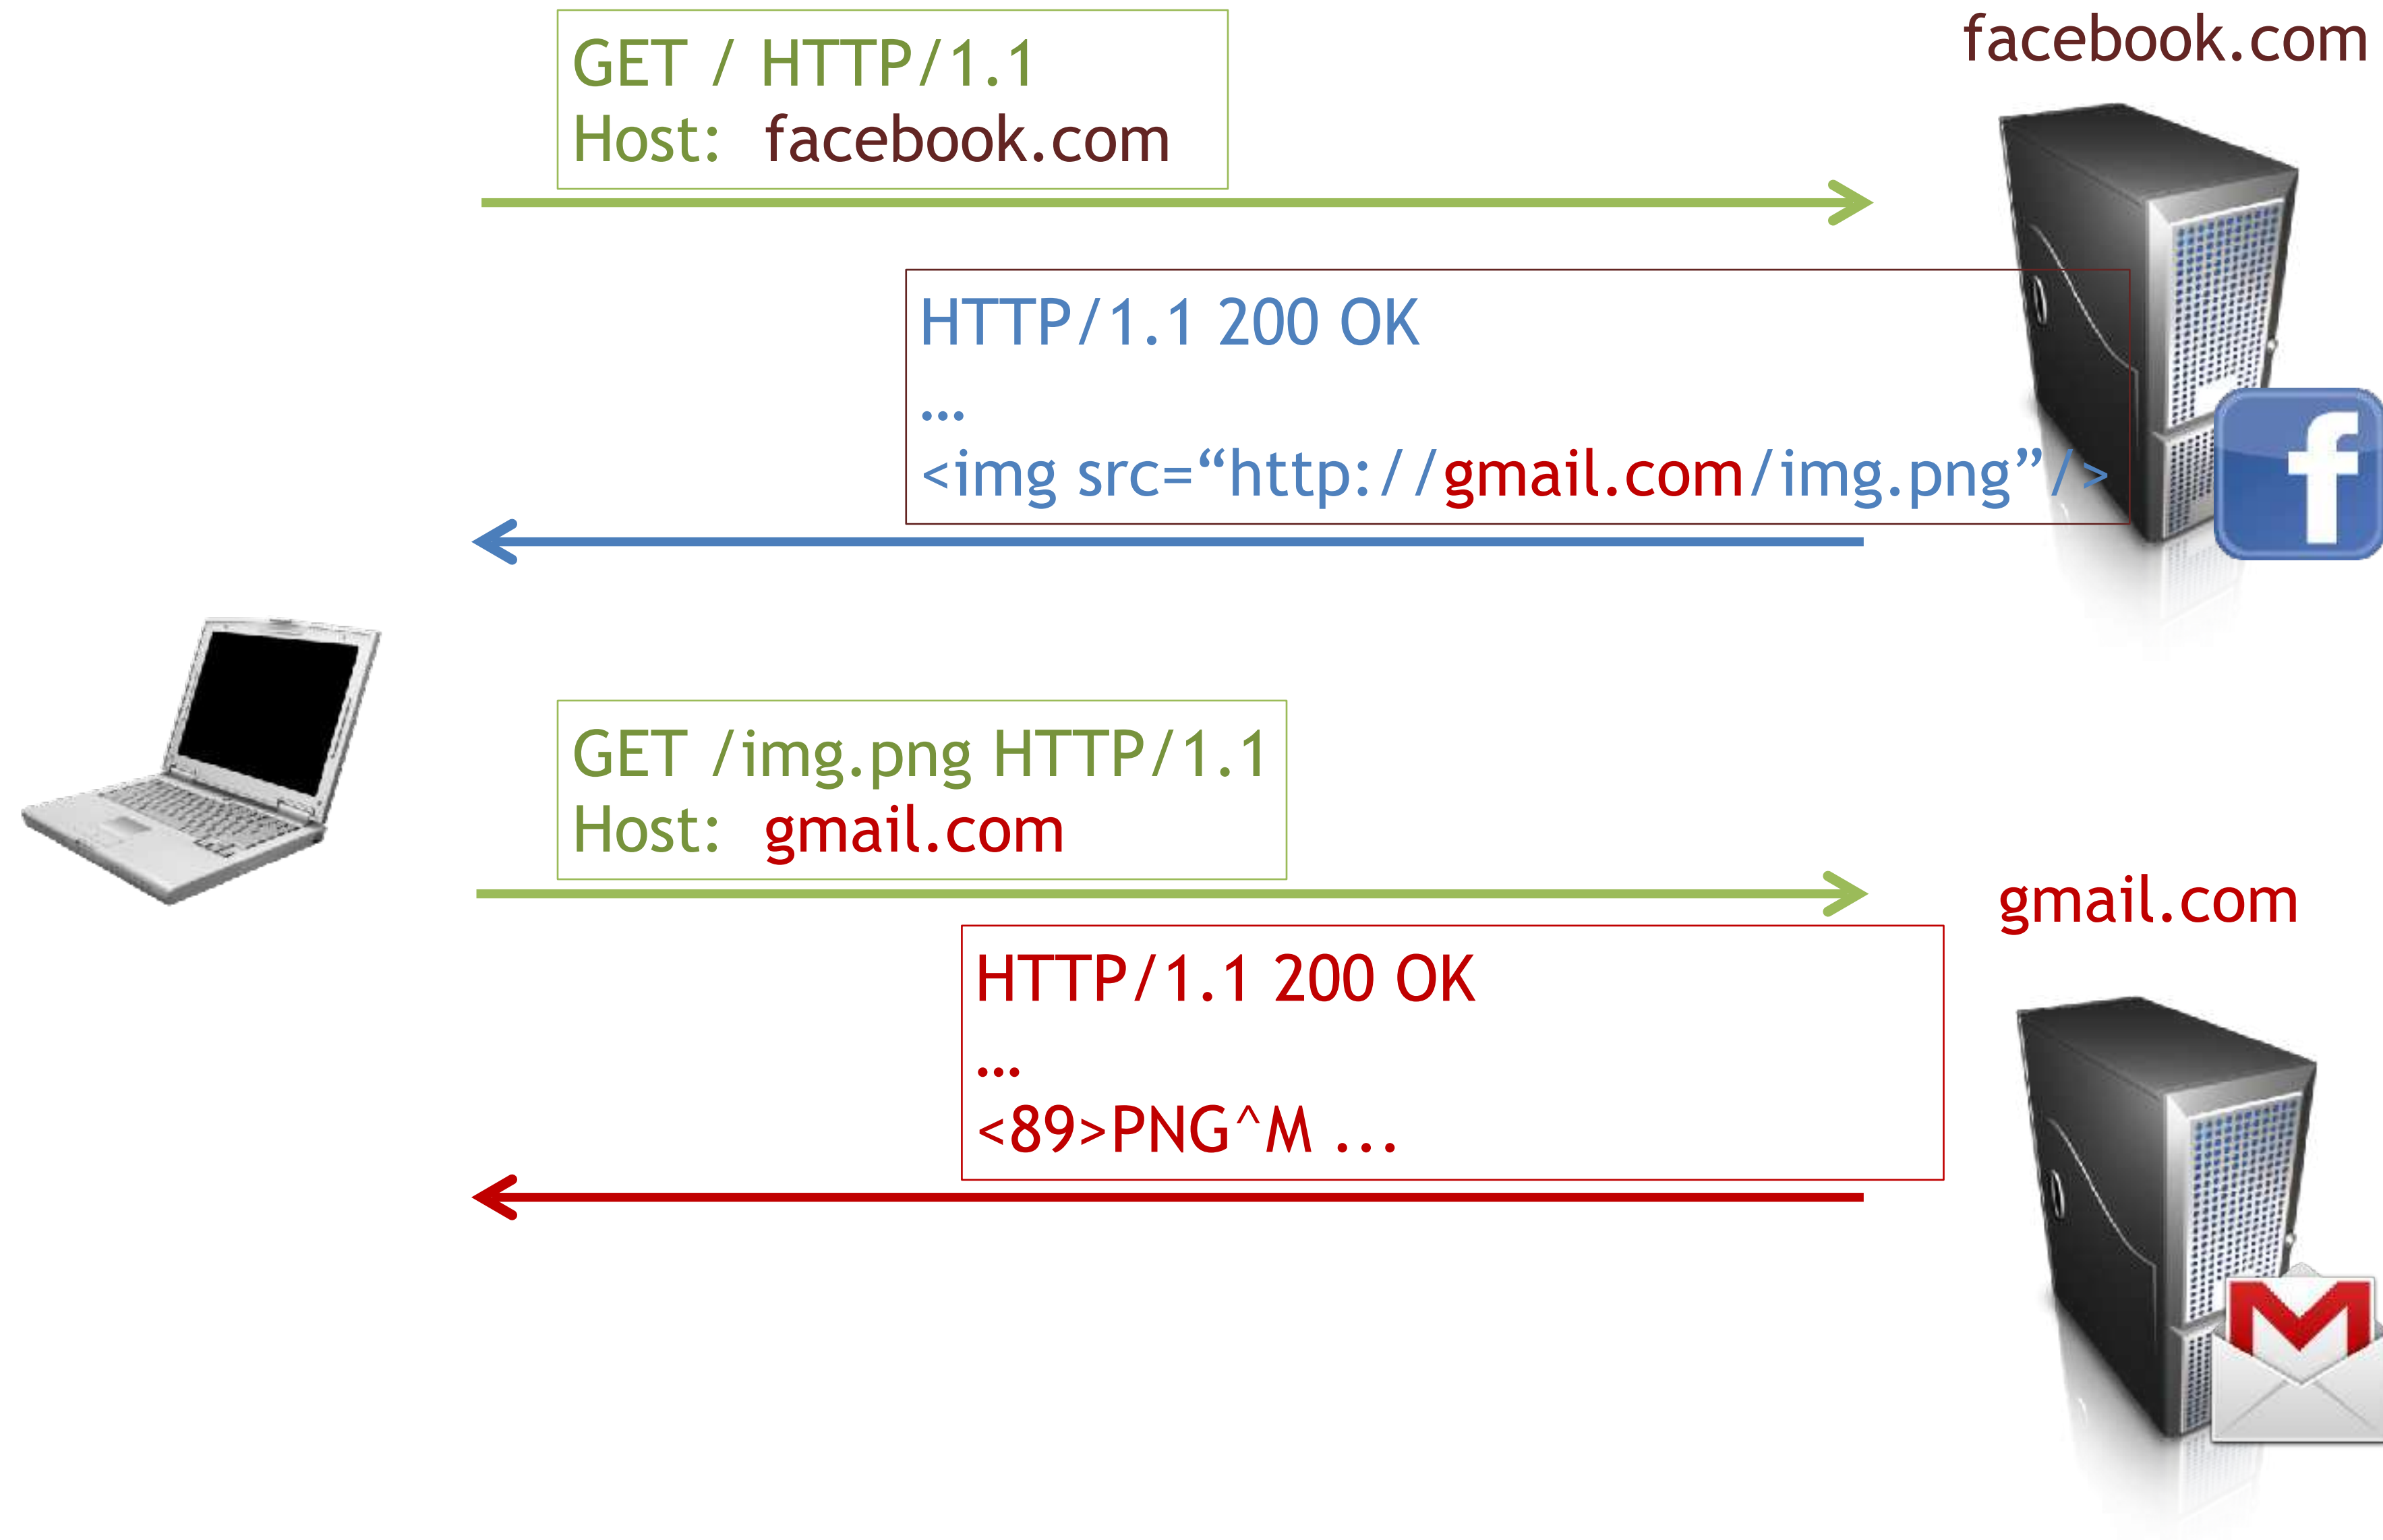 facebook.com
GET / HTTP/1.1
Host: facebook.com
HTTP/1.1 200 OK
...
<img src=“http://gmail.com/img.png”/>
f
GET /img.png HTTP/1.1
Host: gmail.com
gmail.com
HTTP/1.1 200 OK
...
<89>PNG^M ...
M